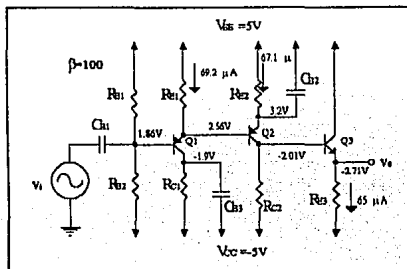 VEE = 5V
β=100
69.2 µA
67.1 µ
RB1
RE1
RE2
CB2
3.2V
CB1
1.86V
Q1
2.56V
Q2
-2.01V
Q3
-1.9V
-2.71V
Vo
Vi
RB2
RC1
CB3
RC2
RE3
65 µA
VCC=-5V